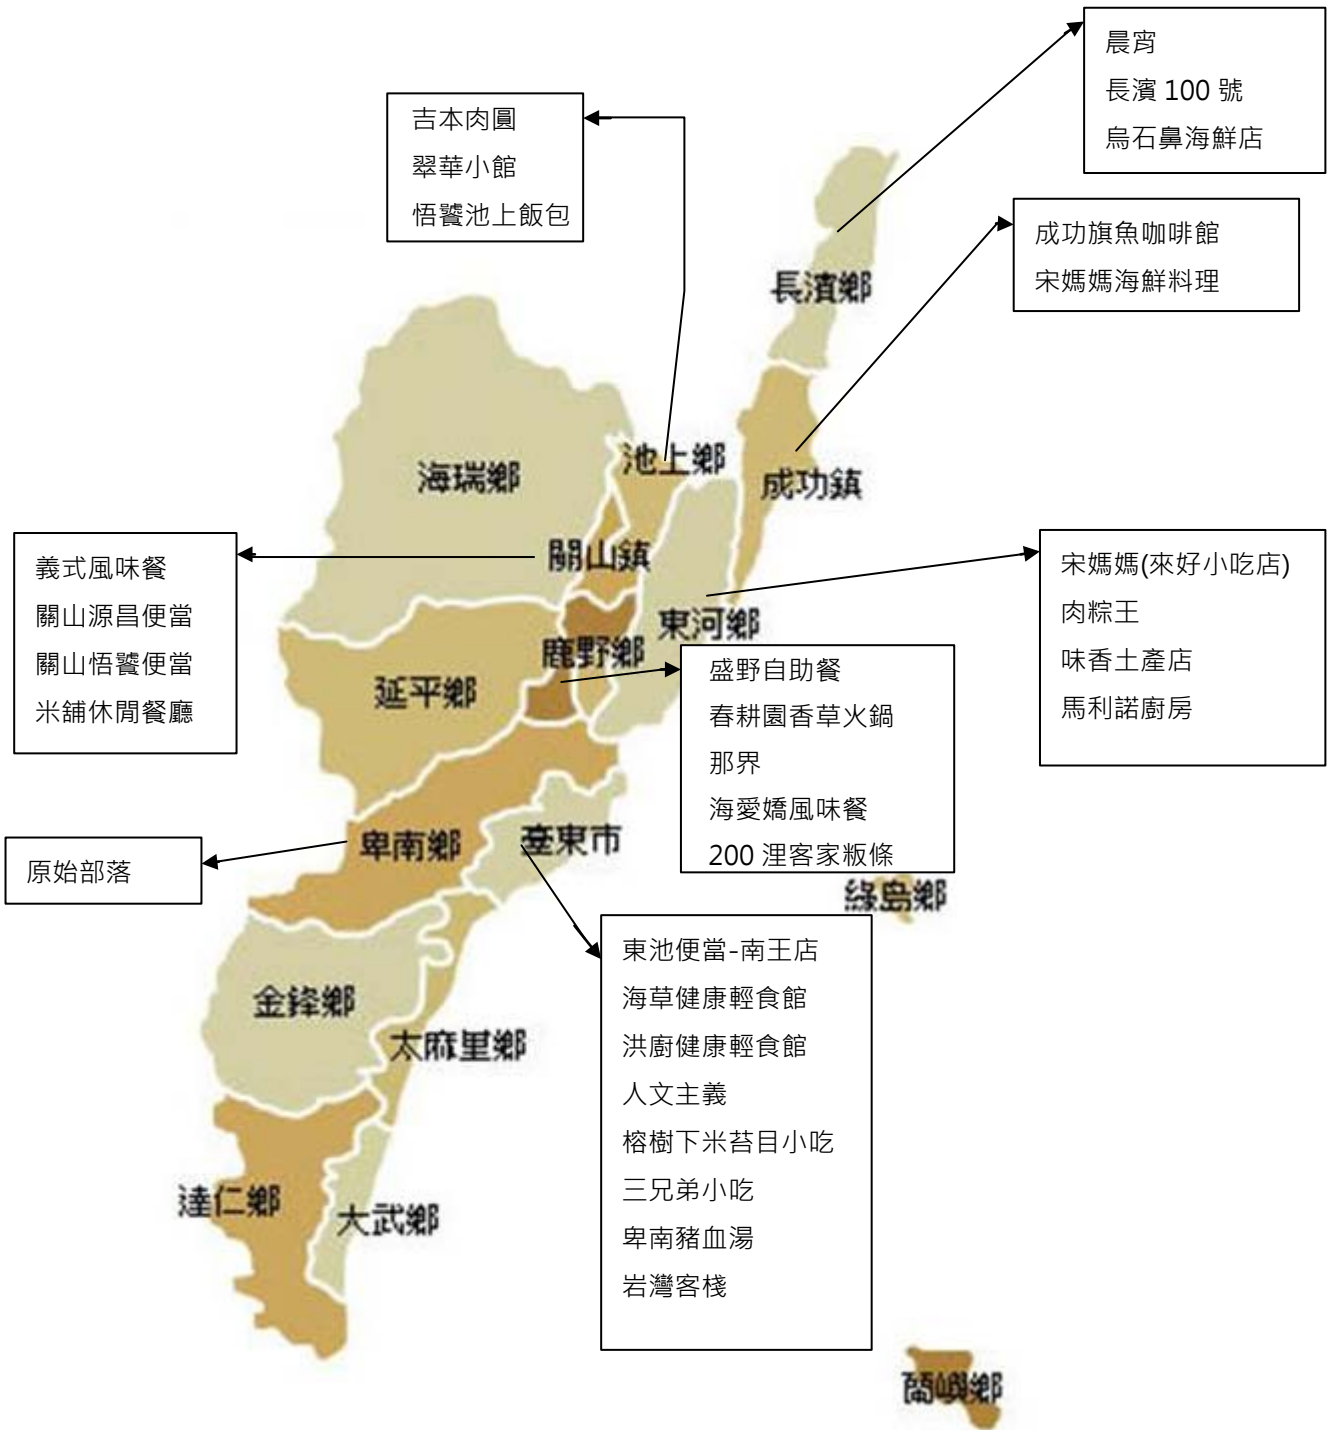 晨宵
長濱 100 號
烏石鼻海鮮店
吉本肉圓
翠華小館
悟饕池上飯包
成功旗魚咖啡館
宋媽媽海鮮料理
長濱鄉
海瑞鄉
池上鄉
成功鎮
關山鎮
義式風味餐
關山源昌便當
關山悟饕便當
米舖休閒餐廳
宋媽媽(來好小吃店)
肉粽王
味香土產店
馬利諾廚房
東河鄉
鹿野鄉
延平鄉
盛野自助餐
春耕園香草火鍋
那界
海愛嬌風味餐
200 浬客家粄條
卑南鄉
臺東市
原始部落
綠島鄉
東池便當-南王店
海草健康輕食館
洪廚健康輕食館
人文主義
榕樹下米苔目小吃
三兄弟小吃
卑南豬血湯
岩灣客棧
金鋒鄉
太麻里鄉
達仁鄉
大武鄉
蘭嶼鄉